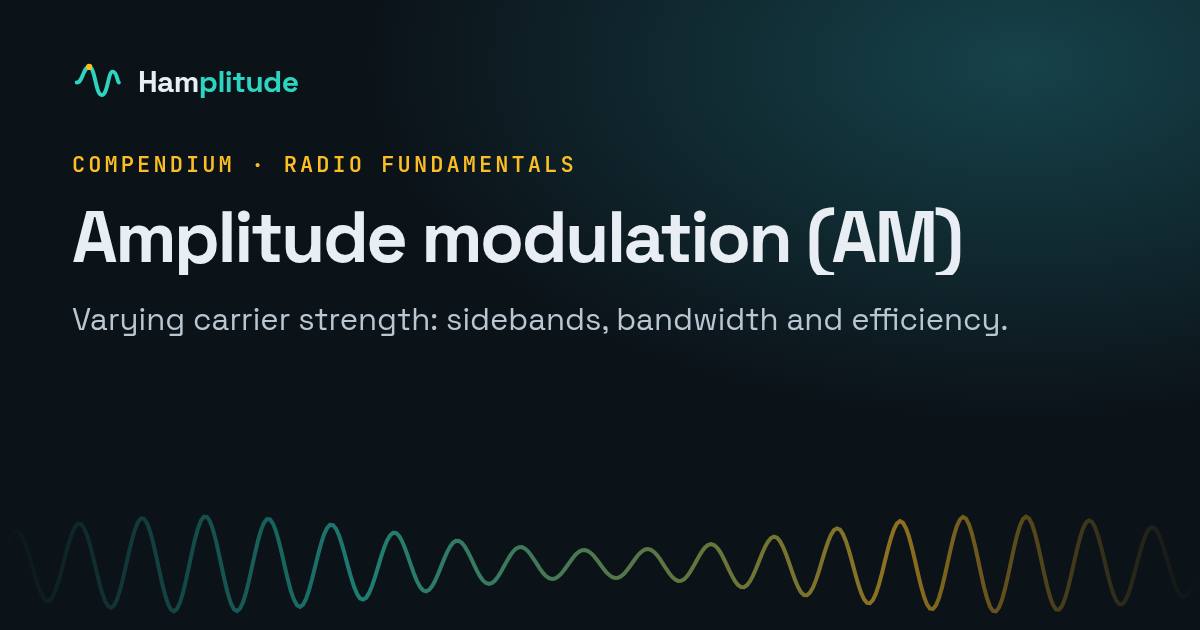 Hamplitude
COMPENDIUM · RADIO FUNDAMENTALS
Amplitude modulation (AM)
Varying carrier strength: sidebands, bandwidth and efficiency.